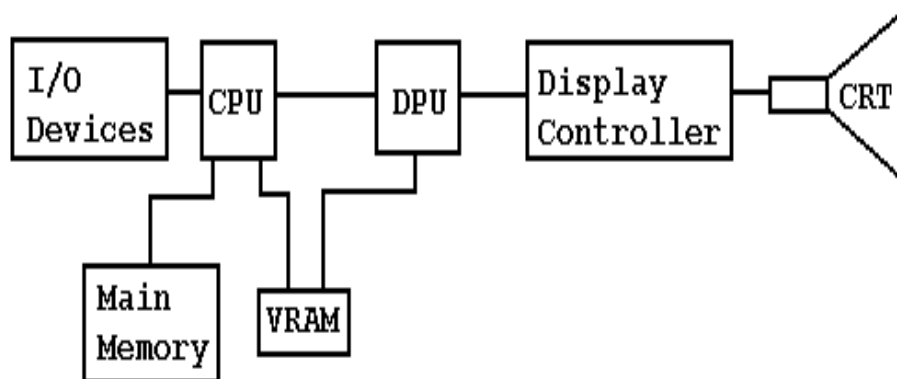 I/O
Devices
CPU
DPU
Display
Controller
CRT
Main
Memory
VRAM